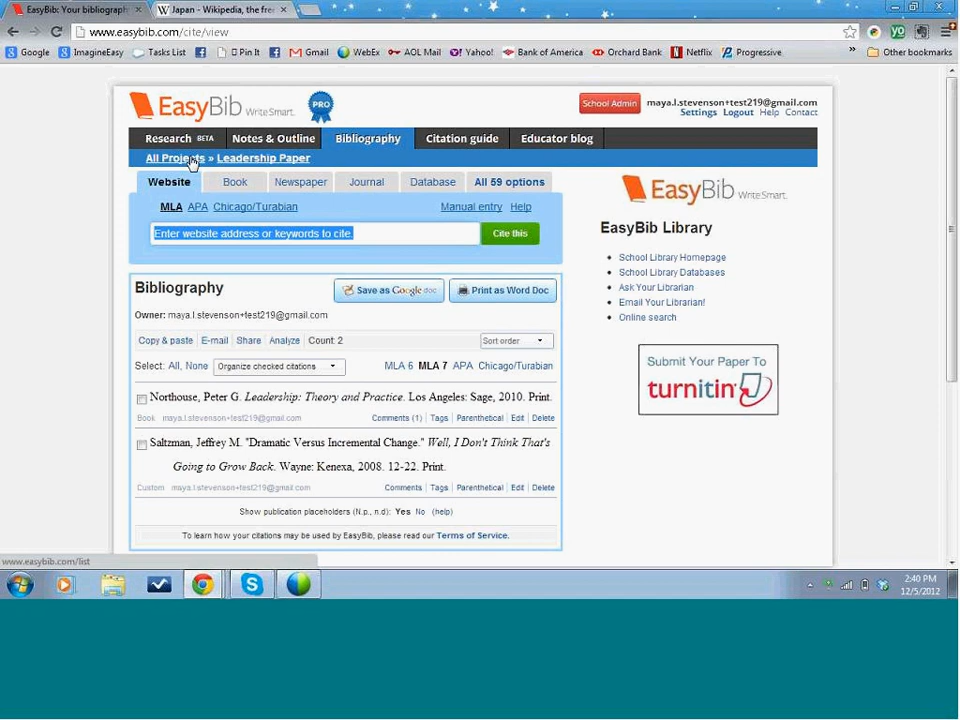 EasyBib: Your bibliograph × Japan - Wikipedia, the free ×
www.easybib.com/cite/view
Google ImagineEasy Tasks List Pin It Gmail WebEx AOL Mail Yahoo! Bank of America Orchard Bank Netflix Progressive » Other bookmarks
EasyBib Write Smart. PRO School Admin maya.l.stevenson+test219@gmail.com
Settings Logout Help Contact
Research BETA Notes & Outline Bibliography Citation guide Educator blog
All Projects » Leadership Paper
Website Book Newspaper Journal Database All 59 options
MLA APA Chicago/Turabian Manual entry Help
Enter website address or keywords to cite. Cite this
EasyBib Write Smart.
EasyBib Library
School Library Homepage
School Library Databases
Ask Your Librarian
Email Your Librarian!
Online search
Submit Your Paper To
turnitin
Bibliography Save as Google doc Print as Word Doc
Owner: maya.l.stevenson+test219@gmail.com
Copy & paste E-mail Share Analyze Count: 2 Sort order
Select: All, None Organize checked citations MLA 6 MLA 7 APA Chicago/Turabian
Northouse, Peter G. Leadership: Theory and Practice. Los Angeles: Sage, 2010. Print.
Book maya.l.stevenson+test219@gmail.com Comments (1) Tags Parenthetical Edit Delete
Saltzman, Jeffrey M. "Dramatic Versus Incremental Change." Well, I Don't Think That's
Going to Grow Back. Wayne: Kenexa, 2008. 12-22. Print.
Custom maya.l.stevenson+test219@gmail.com Comments Tags Parenthetical Edit Delete
Show publication placeholders (N.p., n.d): Yes No (help)
To learn how your citations may be used by EasyBib, please read our Terms of Service.
www.easybib.com/list
2:40 PM
12/5/2012